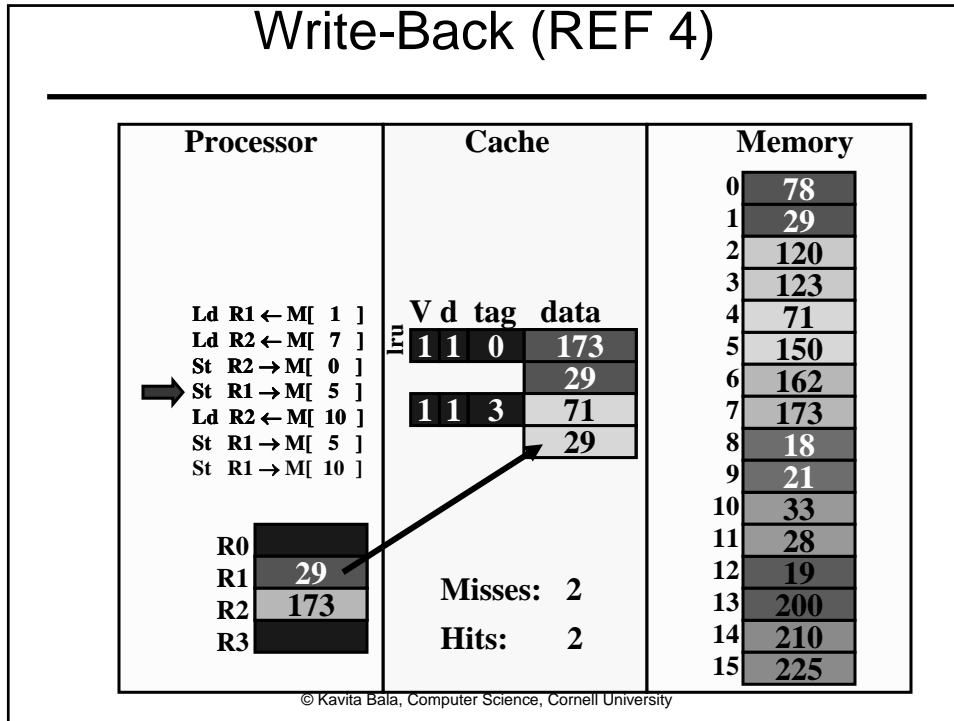 Write-Back (REF 4)
Processor
Ld R1 ← M[ 1 ]
Ld R2 ← M[ 7 ]
St R2 → M[ 0 ]
St R1 → M[ 5 ]
Ld R2 ← M[ 10 ]
St R1 → M[ 5 ]
St R1 → M[ 10 ]
R0
R1 29
R2 173
R3
Cache
V d tag data
lru
1 1 0 173
29
1 1 3 71
29
Misses: 2
Hits: 2
Memory
0 78
1 29
2 120
3 123
4 71
5 150
6 162
7 173
8 18
9 21
10 33
11 28
12 19
13 200
14 210
15 225
© Kavita Bala, Computer Science, Cornell University